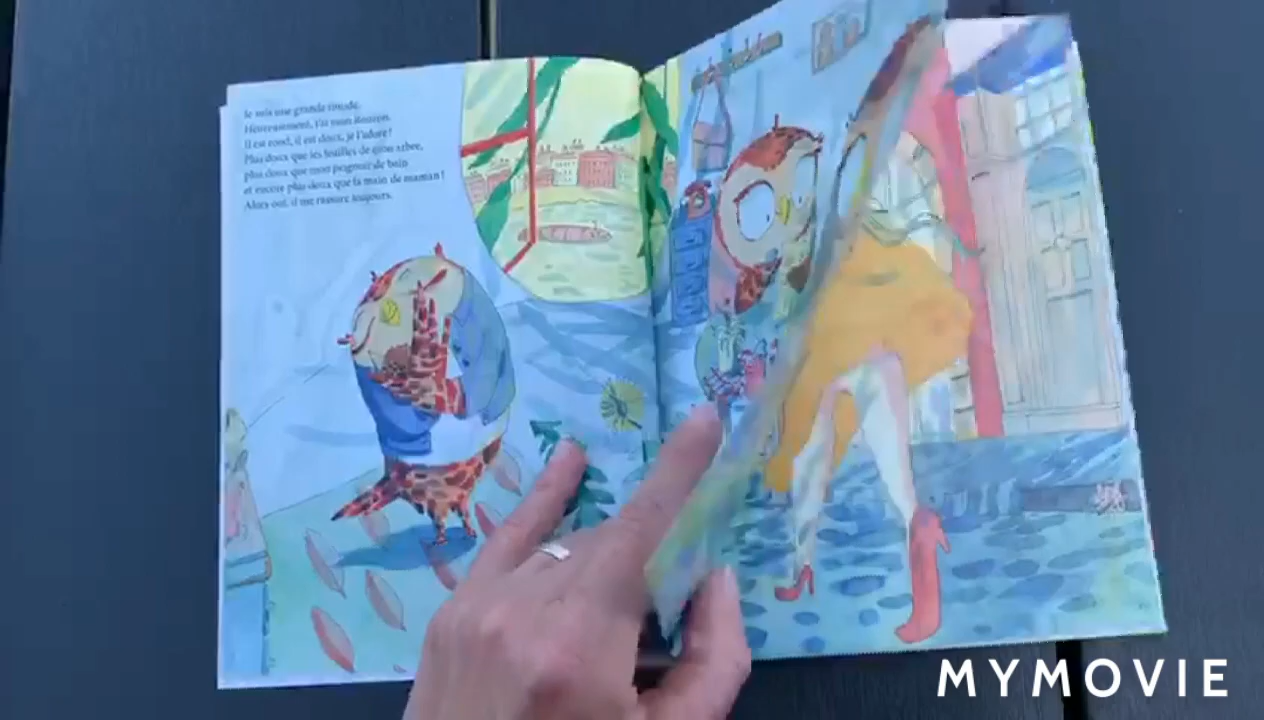 Je suis une grande timide.
Heureusement, j'ai mon Ronron.
Il est rond, il est doux, je l'adore !
Plus doux que les feuilles de mon arbre,
plus doux que mon peignoir de bain
et encore plus doux que la main de maman !
Alors oui, il me rassure toujours.
MYMOVIE